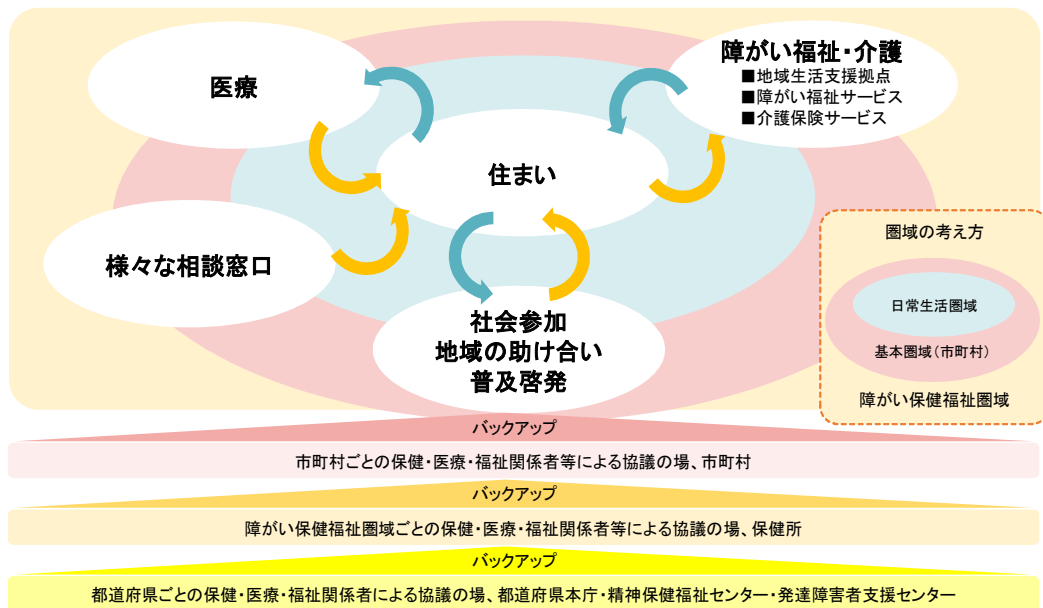 医療
障がい福祉・介護
■地域生活支援拠点
■障がい福祉サービス
■介護保険サービス
住まい
様々な相談窓口
社会参加
地域の助け合い
普及啓発
圏域の考え方
日常生活圏域
基本圏域（市町村）
障がい保健福祉圏域
バックアップ
市町村ごとの保健・医療・福祉関係者等による協議の場、市町村
バックアップ
障がい保健福祉圏域ごとの保健・医療・福祉関係者等による協議の場、保健所
バックアップ
都道府県ごとの保健・医療・福祉関係者による協議の場、都道府県本庁・精神保健福祉センター・発達障害者支援センター